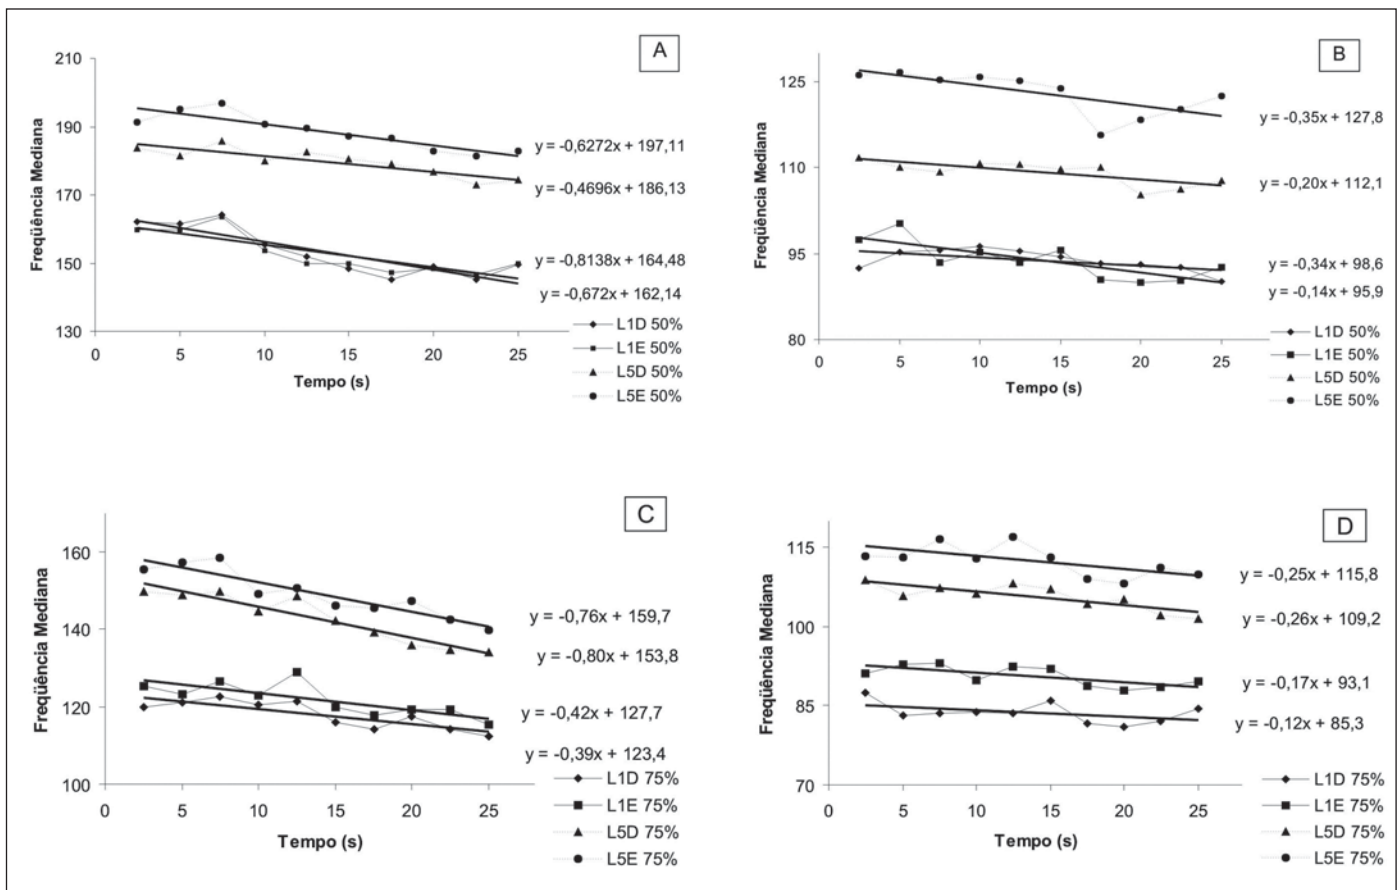 A
210
190
170
150
130
Freqüência Mediana
0 5 10 15 20 25
Tempo (s)
y = -0,6272x + 197,11
y = -0,4696x + 186,13
y = -0,8138x + 164,48
y = -0,672x + 162,14
L1D 50%
L1E 50%
L5D 50%
L5E 50%
B
125
110
95
80
Freqüência Mediana
0 5 10 15 20 25
Tempo (s)
y = -0,35x + 127,8
y = -0,20x + 112,1
y = -0,34x + 98,6
y = -0,14x + 95,9
L1D 50%
L1E 50%
L5D 50%
L5E 50%
C
160
140
120
100
Freqüência Mediana
0 5 10 15 20 25
Tempo (s)
y = -0,76x + 159,7
y = -0,80x + 153,8
y = -0,42x + 127,7
y = -0,39x + 123,4
L1D 75%
L1E 75%
L5D 75%
L5E 75%
D
115
100
85
70
Freqüência Mediana
0 5 10 15 20 25
Tempo (s)
y = -0,25x + 115,8
y = -0,26x + 109,2
y = -0,17x + 93,1
y = -0,12x + 85,3
L1D 75%
L1E 75%
L5D 75%
L5E 75%